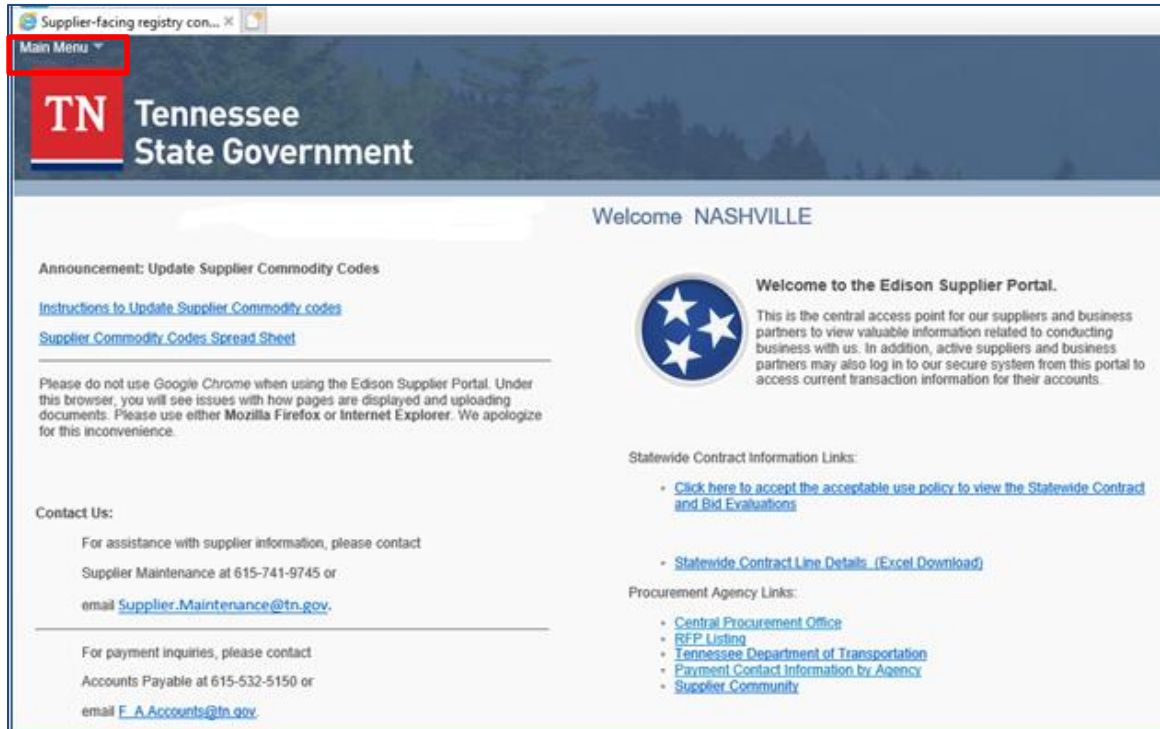 Supplier-facing registry con... ×
Main Menu
TN Tennessee
State Government
Welcome NASHVILLE
Announcement: Update Supplier Commodity Codes
Instructions to Update Supplier Commodity codes
Supplier Commodity Codes Spread Sheet
Please do not use Google Chrome when using the Edison Supplier Portal. Under
this browser, you will see issues with how pages are displayed and uploading
documents. Please use either Mozilla Firefox or Internet Explorer. We apologize
for this inconvenience.
Contact Us:
For assistance with supplier information, please contact
Supplier Maintenance at 615-741-9745 or
email Supplier.Maintenance@tn.gov.
For payment inquiries, please contact
Accounts Payable at 615-532-5150 or
email F_A.Accounts@tn.gov.
Welcome to the Edison Supplier Portal.
This is the central access point for our suppliers and business
partners to view valuable information related to conducting
business with us. In addition, active suppliers and business
partners may also log in to our secure system from this portal to
access current transaction information for their accounts.
Statewide Contract Information Links:
Click here to accept the acceptable use policy to view the Statewide Contract
and Bid Evaluations
Statewide Contract Line Details (Excel Download)
Procurement Agency Links:
Central Procurement Office
RFP Listing
Tennessee Department of Transportation
Payment Contact Information by Agency
Supplier Community